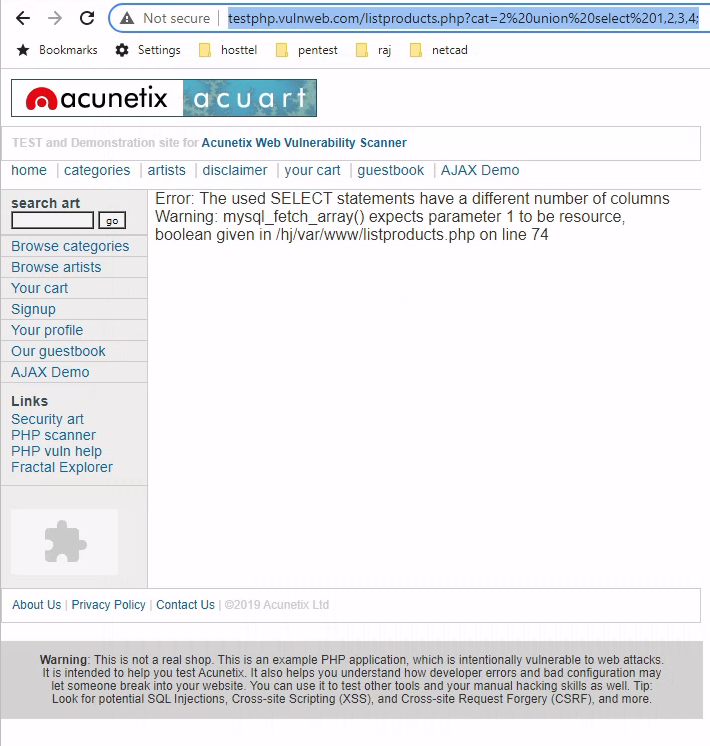 Not secure | testphp.vulnweb.com/listproducts.php?cat=2%20union%20select%201,2,3,4;
Bookmarks Settings hosttel pentest raj netcad
acunetix acuart
TEST and Demonstration site for Acunetix Web Vulnerability Scanner
home | categories | artists | disclaimer | your cart | guestbook | AJAX Demo
search art
go
Browse categories
Browse artists
Your cart
Signup
Your profile
Our guestbook
AJAX Demo
Links
Security art
PHP scanner
PHP vuln help
Fractal Explorer
Error: The used SELECT statements have a different number of columns
Warning: mysql_fetch_array() expects parameter 1 to be resource,
boolean given in /hj/var/www/listproducts.php on line 74
About Us | Privacy Policy | Contact Us | ©2019 Acunetix Ltd
Warning: This is not a real shop. This is an example PHP application, which is intentionally vulnerable to web attacks.
It is intended to help you test Acunetix. It also helps you understand how developer errors and bad configuration may
let someone break into your website. You can use it to test other tools and your manual hacking skills as well. Tip:
Look for potential SQL Injections, Cross-site Scripting (XSS), and Cross-site Request Forgery (CSRF), and more.